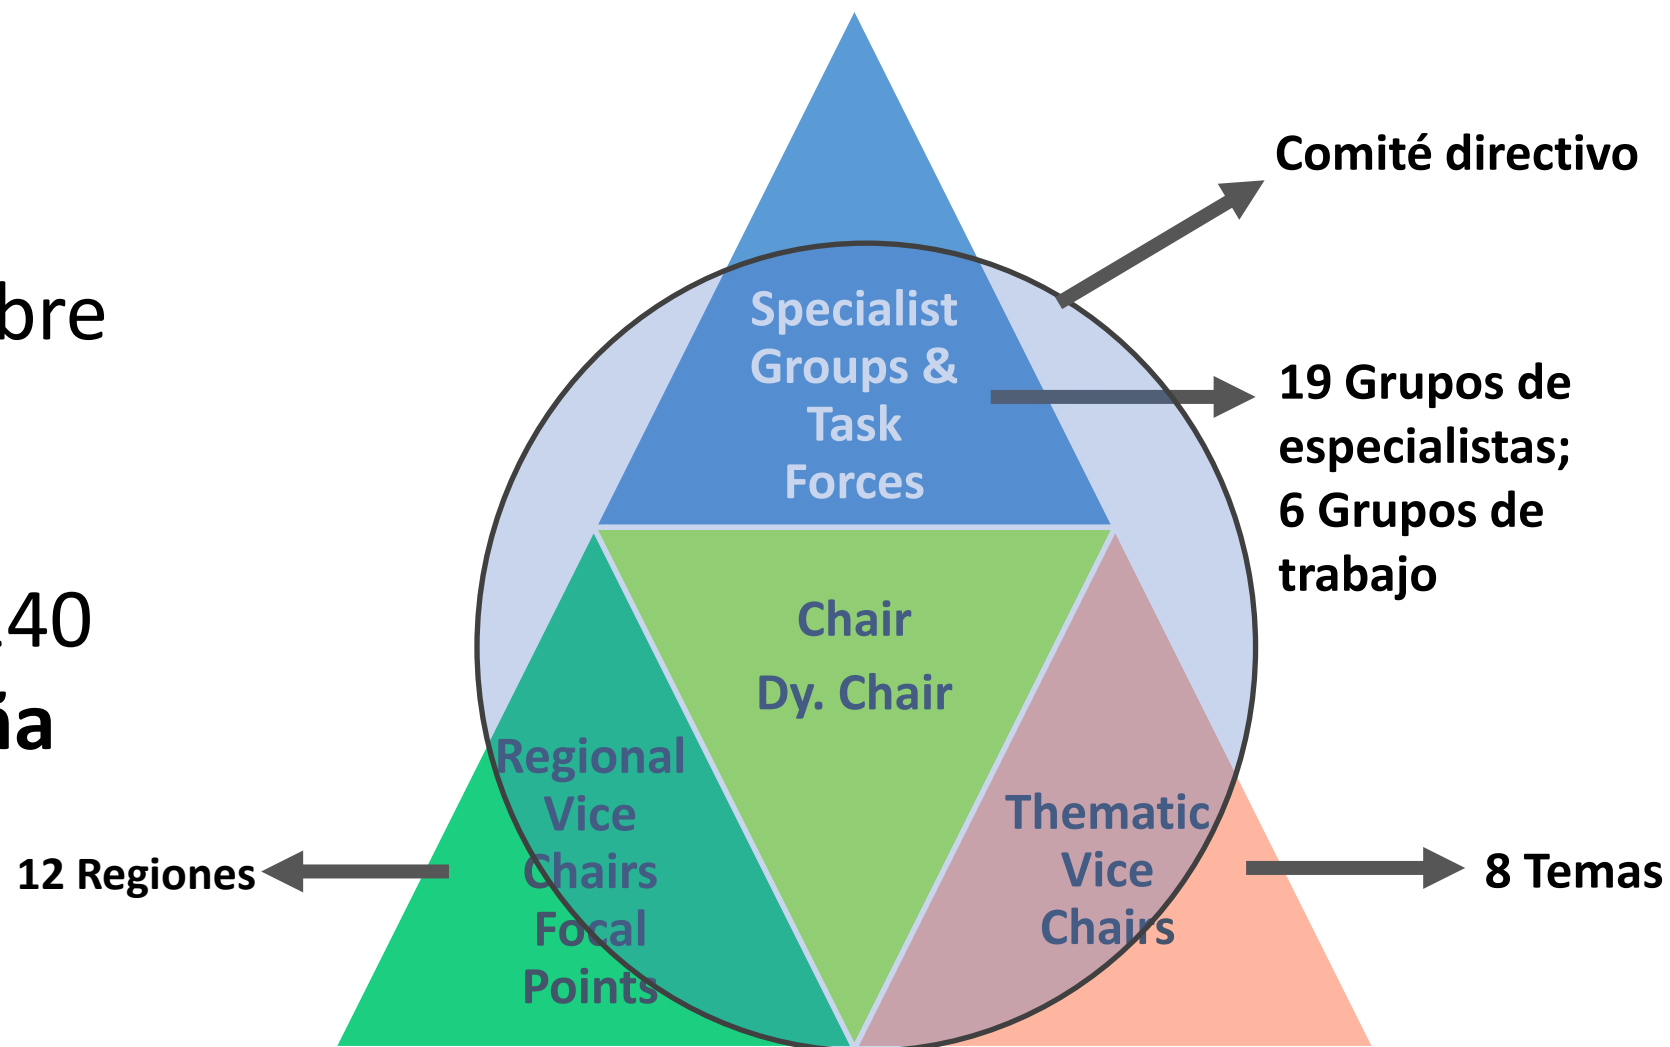 bre
40
ña
Comité directivo
Specialist
Groups &
Task
Forces
19 Grupos de
especialistas;
6 Grupos de
trabajo
Chair
Dy. Chair
Regional
Vice
Chairs
Focal
Points
12 Regiones
Thematic
Vice
Chairs
8 Temas